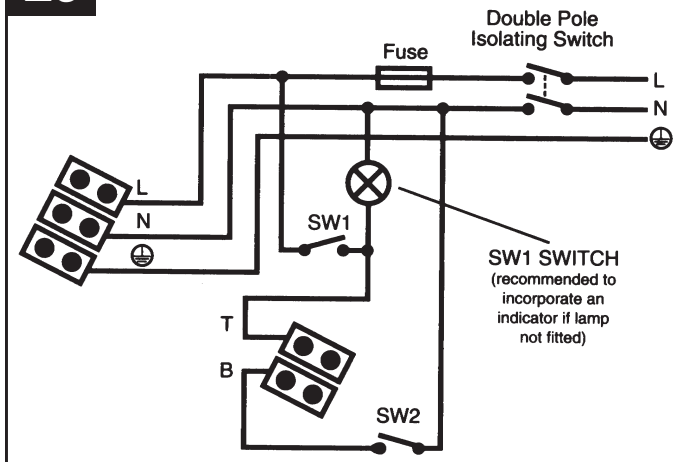 Double Pole
Isolating Switch
Fuse
L
N
L
N
SW1
SW1 SWITCH
(recommended to
incorporate an
indicator if lamp
not fitted)
T
B
SW2